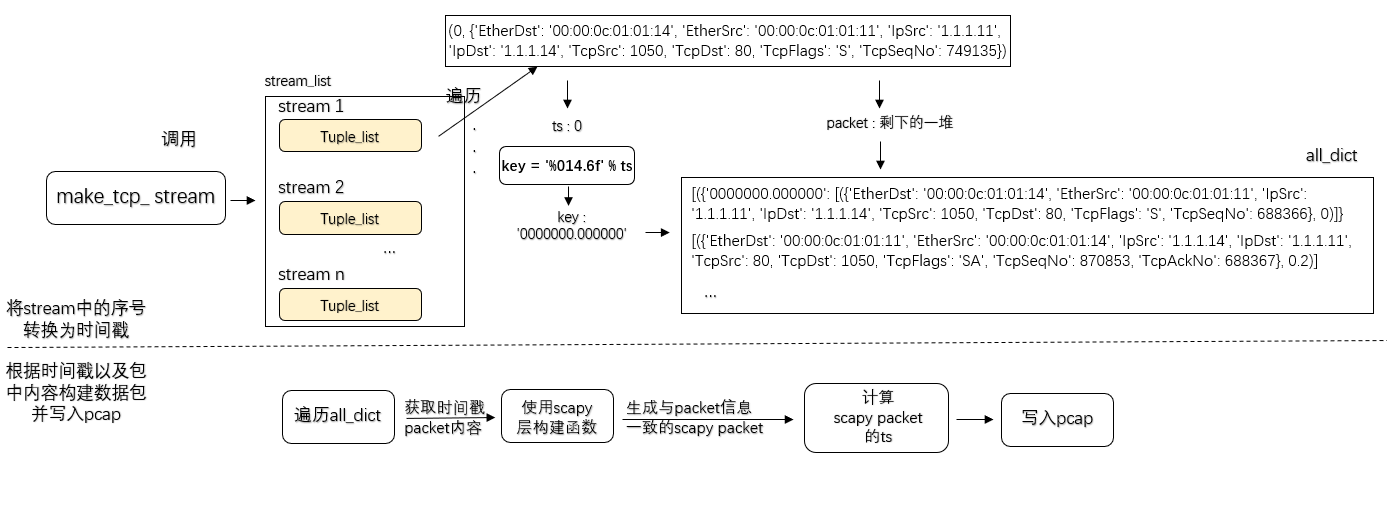 (0, {'EtherDst': '00:00:0c:01:01:14', 'EtherSrc': '00:00:0c:01:01:11', 'IpSrc': '1.1.1.11',
'IpDst': '1.1.1.14', 'TcpSrc': 1050, 'TcpDst': 80, 'TcpFlags': 'S', 'TcpSeqNo': 749135})
stream_list
遍历
stream 1
Tuple_list
stream 2
Tuple_list
...
stream n
Tuple_list
调用
make_tcp_ stream
.
.
.
ts : 0
key = '%014.6f' % ts
key :
'0000000.000000'
packet : 剩下的一堆
all_dict
[({'0000000.000000': [({'EtherDst': '00:00:0c:01:01:14', 'EtherSrc': '00:00:0c:01:01:11', 'IpSrc':
'1.1.1.11', 'IpDst': '1.1.1.14', 'TcpSrc': 1050, 'TcpDst': 80, 'TcpFlags': 'S', 'TcpSeqNo': 688366}, 0)]}
[({'EtherDst': '00:00:0c:01:01:11', 'EtherSrc': '00:00:0c:01:01:14', 'IpSrc': '1.1.1.14', 'IpDst': '1.1.1.11',
'TcpSrc': 80, 'TcpDst': 1050, 'TcpFlags': 'SA', 'TcpSeqNo': 870853, 'TcpAckNo': 688367}, 0.2)]
...
将stream中的序号
转换为时间戳
根据时间戳以及包
中内容构建数据包
并写入pcap
遍历all_dict
获取时间戳
packet内容
使用scapy
层构建函数
生成与packet信息
一致的scapy packet
计算
scapy packet
的ts
写入pcap